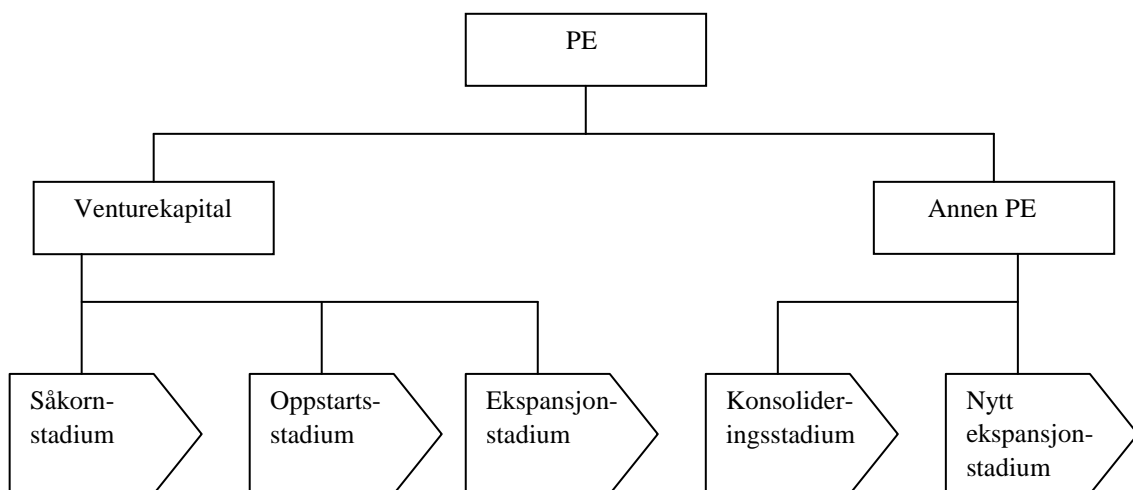 PE
Venturekapital
Annen PE
Såkorn-
stadium
Oppstarts-
stadium
Ekspansjon-
stadium
Konsolider-
ingsstadium
Nytt
ekspansjon-
stadium